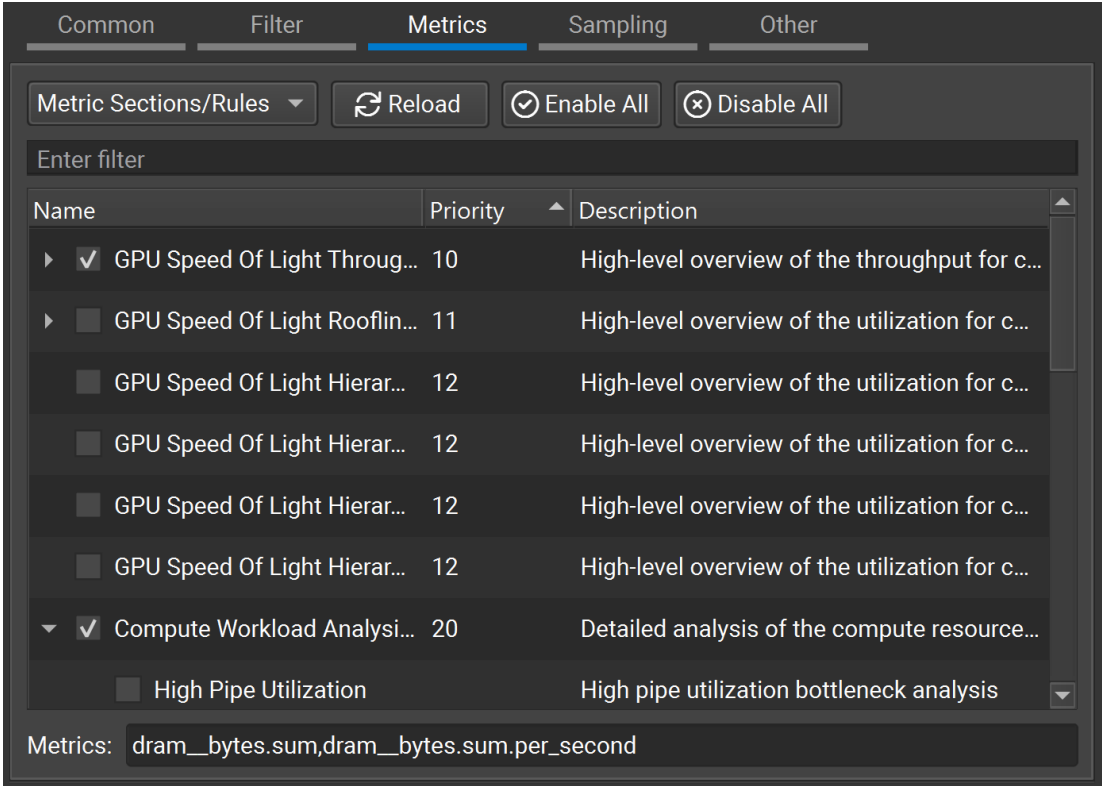 Common Filter Metrics Sampling Other
Metric Sections/Rules Reload Enable All Disable All
Enter filter
Name Priority Description
GPU Speed Of Light Throug... 10 High-level overview of the throughput for c...
GPU Speed Of Light Rooflin... 11 High-level overview of the utilization for c...
GPU Speed Of Light Hierar... 12 High-level overview of the utilization for c...
GPU Speed Of Light Hierar... 12 High-level overview of the utilization for c...
GPU Speed Of Light Hierar... 12 High-level overview of the utilization for c...
GPU Speed Of Light Hierar... 12 High-level overview of the utilization for c...
Compute Workload Analysi... 20 Detailed analysis of the compute resource...
High Pipe Utilization High pipe utilization bottleneck analysis
Metrics: dram__bytes.sum,dram__bytes.sum.per_second